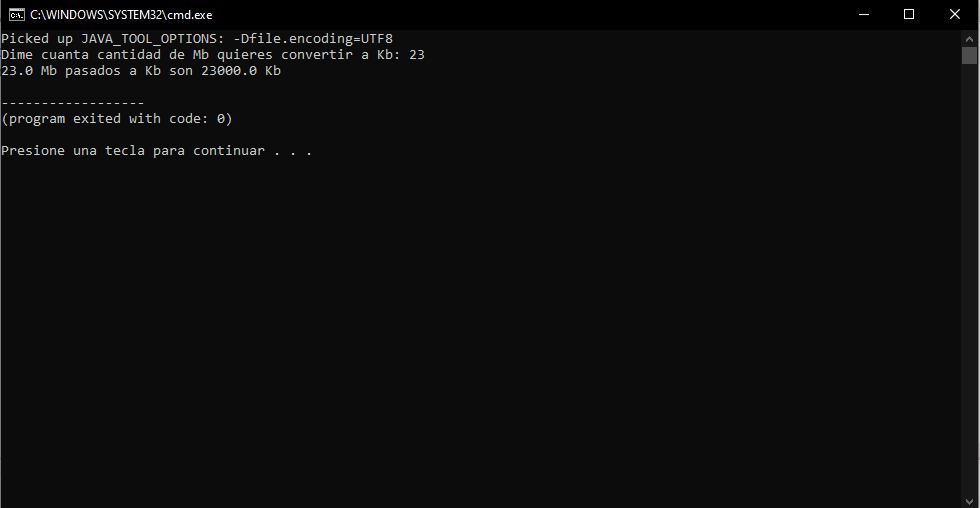 C:\WINDOWS\SYSTEM32\cmd.exe
Picked up JAVA_TOOL_OPTIONS: -Dfile.encoding=UTF8
Dime cuanta cantidad de Mb quieres convertir a Kb: 23
23.0 Mb pasados a Kb son 23000.0 Kb
------------------
(program exited with code: 0)
Presione una tecla para continuar . . .